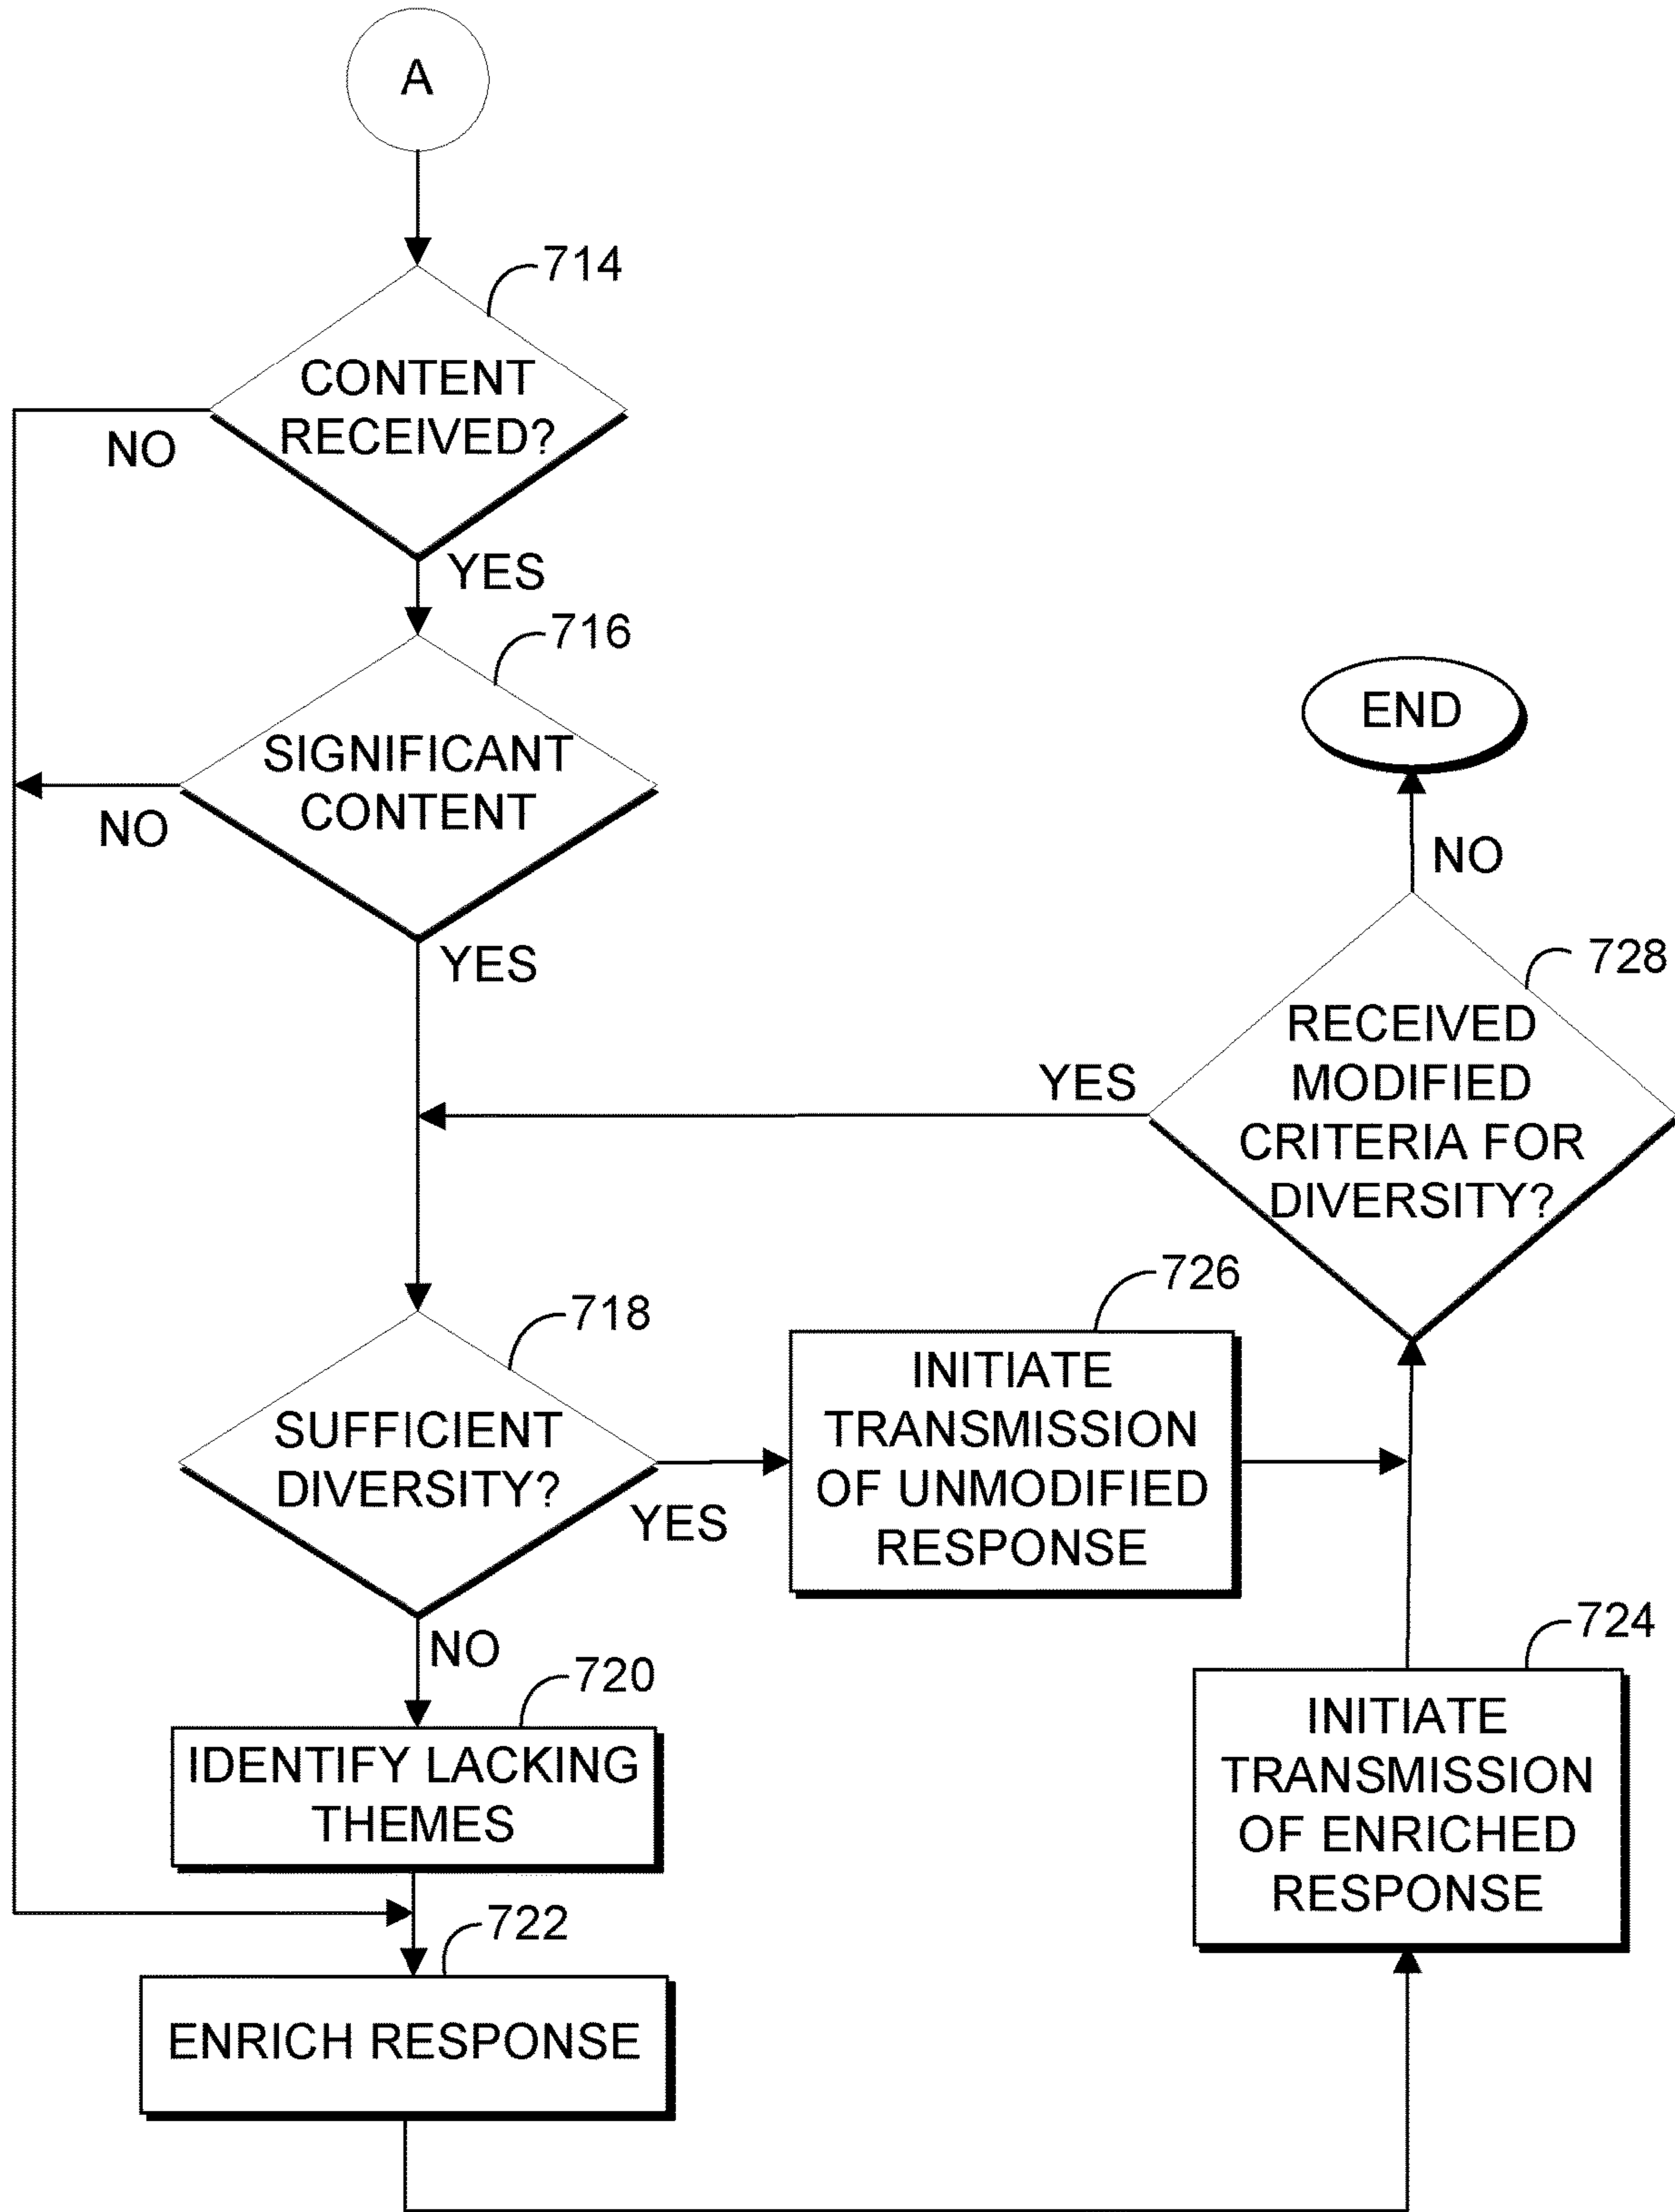 A
714
CONTENT
RECEIVED?
NO
YES
716
SIGNIFICANT
CONTENT
NO
YES
END
NO
728
RECEIVED
MODIFIED
CRITERIA FOR
DIVERSITY?
YES
718
SUFFICIENT
DIVERSITY?
YES
NO
726
INITIATE
TRANSMISSION
OF UNMODIFIED
RESPONSE
720
IDENTIFY LACKING
THEMES
722
ENRICH RESPONSE
724
INITIATE
TRANSMISSION
OF ENRICHED
RESPONSE